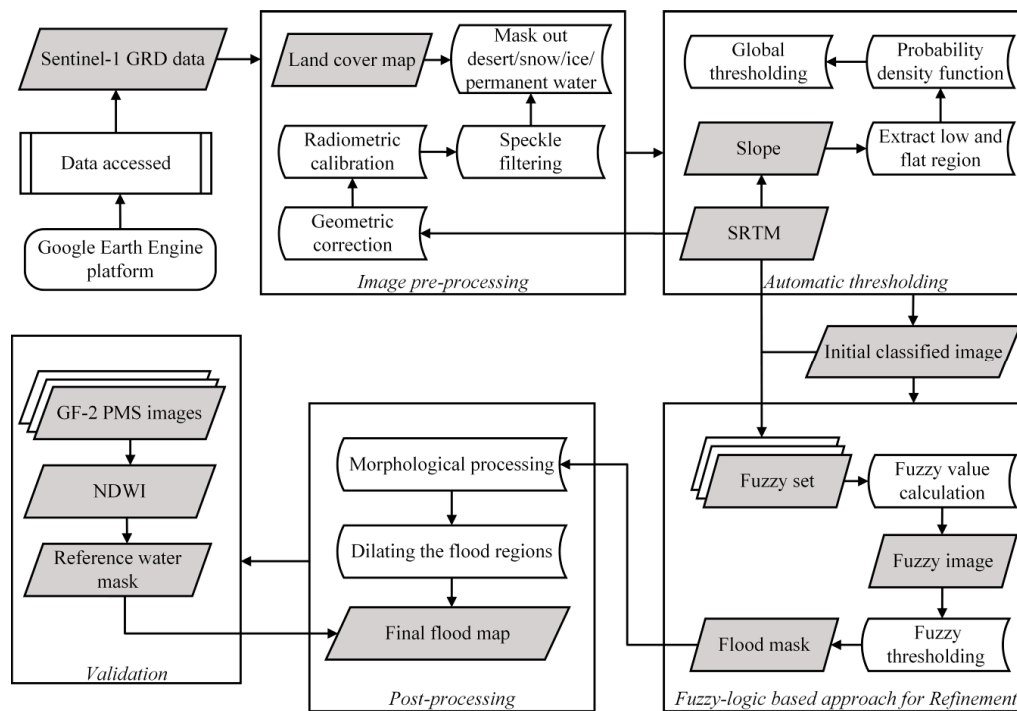 Sentinel-1 GRD data
Data accessed
Google Earth Engine
platform
Land cover map
Mask out
desert/snow/ice/
permanent water
Radiometric
calibration
Speckle
filtering
Geometric
correction
Image pre-processing
Global
thresholding
Probability
density function
Slope
Extract low and
flat region
SRTM
Automatic thresholding
Initial classified image
GF-2 PMS images
NDWI
Reference water
mask
Validation
Morphological processing
Dilating the flood regions
Final flood map
Post-processing
Fuzzy set
Fuzzy value
calculation
Fuzzy image
Flood mask
Fuzzy
thresholding
Fuzzy-logic based approach for Refinement